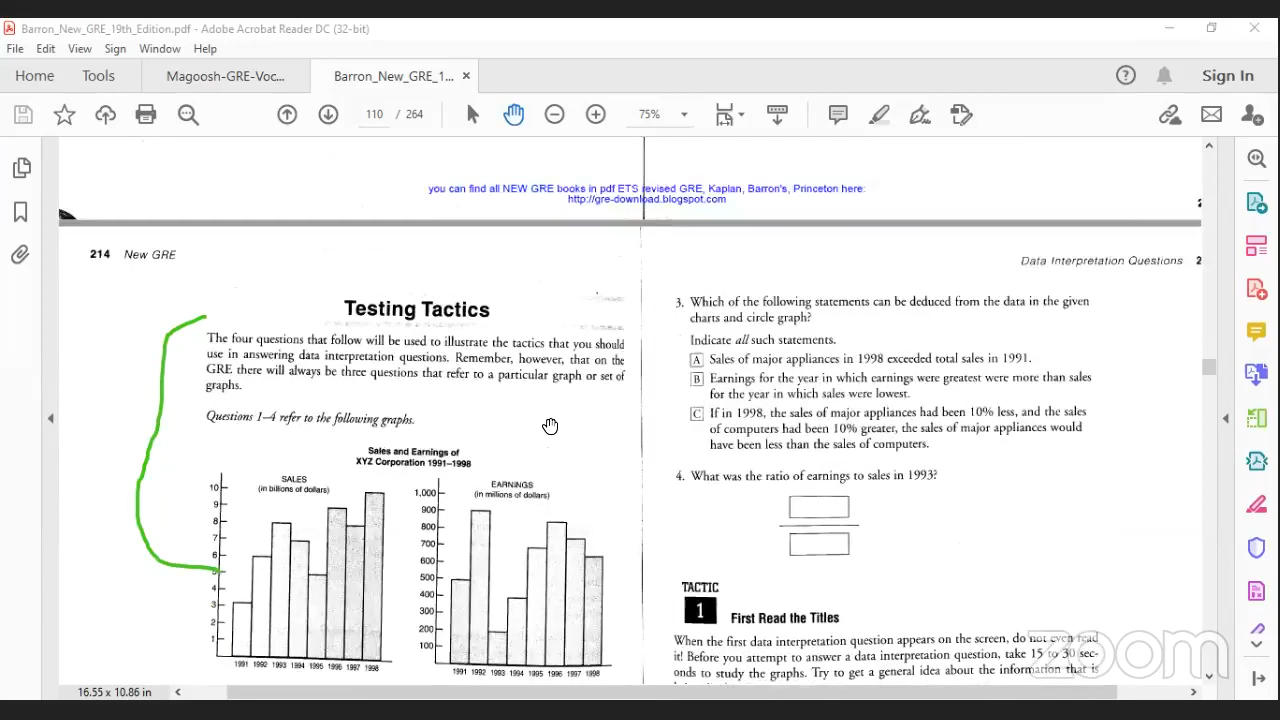 Barron_New_GRE_19th_Edition.pdf - Adobe Acrobat Reader DC (32-bit)
File Edit View Sign Window Help
Home Tools Magoosh-GRE-Voc... Barron_New_GRE_1... × Sign In
110 / 264 75%
you can find all NEW GRE books in pdf ETS revised GRE, Kaplan, Barron's, Princeton here:
http://gre-download.blogspot.com
214 New GRE
Testing Tactics
The four questions that follow will be used to illustrate the tactics that you should
use in answering data interpretation questions. Remember, however, that on the
GRE there will always be three questions that refer to a particular graph or set of
graphs.
Questions 1–4 refer to the following graphs.
Sales and Earnings of
XYZ Corporation 1991–1998
SALES
(in billions of dollars)
10
9
8
7
6
5
4
3
2
1
1991 1992 1993 1994 1995 1996 1997 1998
EARNINGS
(in millions of dollars)
1,000
900
800
700
600
500
400
300
200
100
1991 1992 1993 1994 1995 1996 1997 1998
Data Interpretation Questions 2
3. Which of the following statements can be deduced from the data in the given
charts and circle graph?
Indicate all such statements.
A Sales of major appliances in 1998 exceeded total sales in 1991.
B Earnings for the year in which earnings were greatest were more than sales
for the year in which sales were lowest.
C If in 1998, the sales of major appliances had been 10% less, and the sales
of computers had been 10% greater, the sales of major appliances would
have been less than the sales of computers.
4. What was the ratio of earnings to sales in 1993?
TACTIC
1 First Read the Titles
When the first data interpretation question appears on the screen, do not even read
it! Before you attempt to answer a data interpretation question, take 15 to 30 sec-
onds to study the graphs. Try to get a general idea about the information that is
zoom
16.55 x 10.86 in